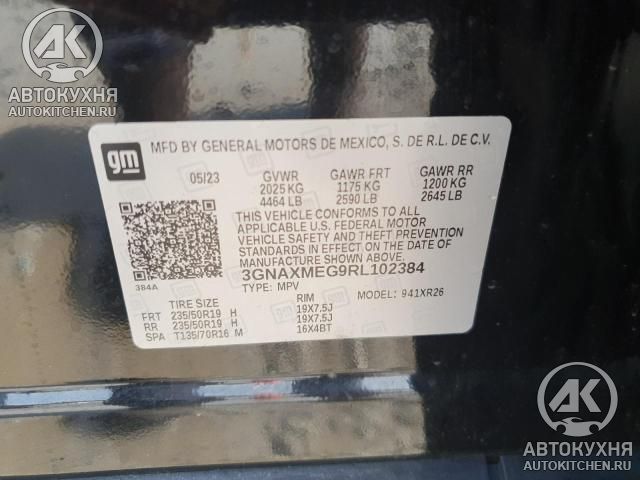 AK
АВТОКУХНЯ
AUTOKITCHEN.RU
gm
MFD BY GENERAL MOTORS DE MEXICO, S. DE R.L. DE C.V.
05/23 GVWR GAWR FRT GAWR RR
2025 KG 1175 KG 1200 KG
4464 LB 2590 LB 2645 LB
THIS VEHICLE CONFORMS TO ALL
APPLICABLE U.S. FEDERAL MOTOR
VEHICLE SAFETY AND THEFT PREVENTION
STANDARDS IN EFFECT ON THE DATE OF
MANUFACTURE SHOWN ABOVE.
384A 3GNAXMEG9RL102384
TYPE: MPV
TIRE SIZE RIM MODEL: 941XR26
FRT 235/50R19 H 19X7.5J
RR 235/50R19 H 19X7.5J
SPA T135/70R16 M 16X4BT
AK
АВТОКУХНЯ
AUTOKITCHEN.RU